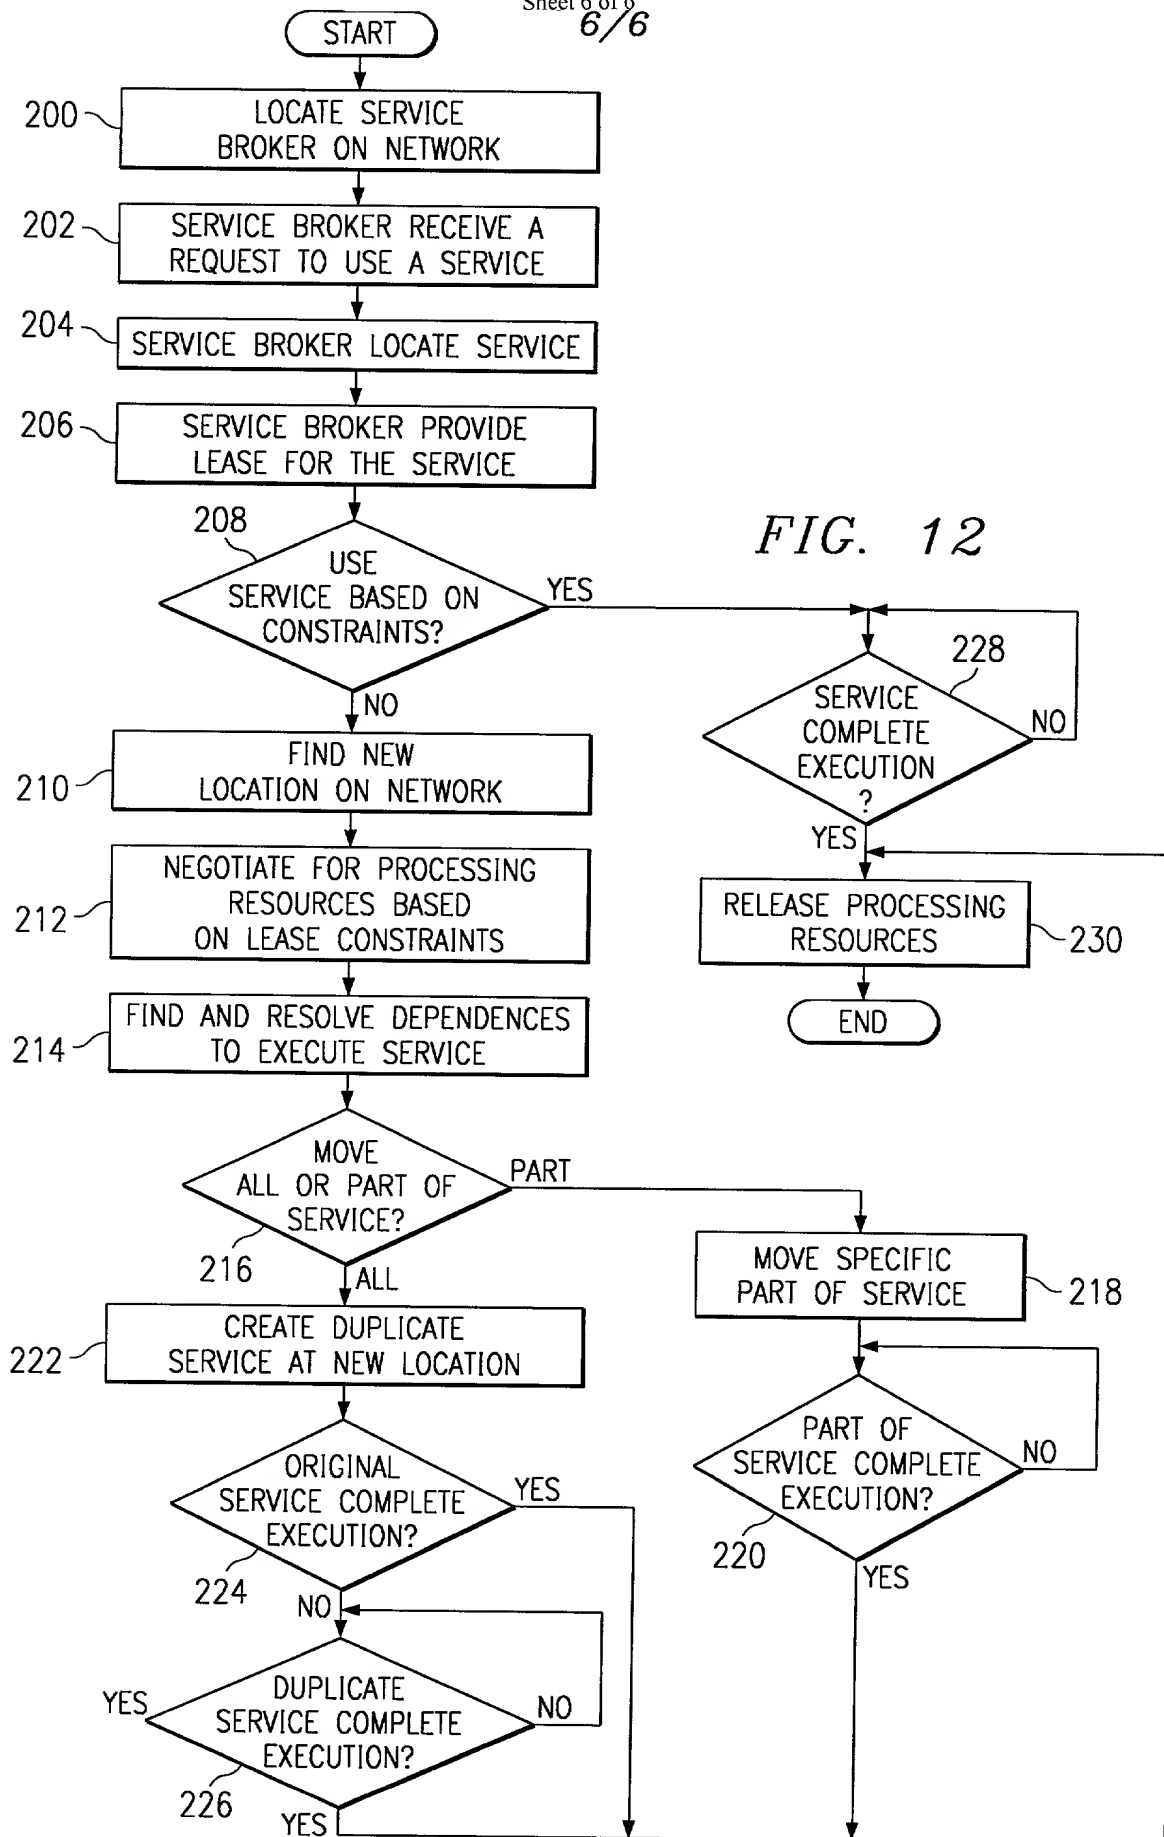 Sheet 6 of 6
6/6
START
200
LOCATE SERVICE
BROKER ON NETWORK
202
SERVICE BROKER RECEIVE A
REQUEST TO USE A SERVICE
204
SERVICE BROKER LOCATE SERVICE
206
SERVICE BROKER PROVIDE
LEASE FOR THE SERVICE
208
USE
SERVICE BASED ON
CONSTRAINTS?
YES
NO
FIG. 12
228
SERVICE
COMPLETE
EXECUTION
?
NO
YES
210
FIND NEW
LOCATION ON NETWORK
212
NEGOTIATE FOR PROCESSING
RESOURCES BASED
ON LEASE CONSTRAINTS
RELEASE PROCESSING
RESOURCES
230
END
214
FIND AND RESOLVE DEPENDENCES
TO EXECUTE SERVICE
MOVE
ALL OR PART OF
SERVICE?
216
PART
ALL
MOVE SPECIFIC
PART OF SERVICE
218
222
CREATE DUPLICATE
SERVICE AT NEW LOCATION
PART OF
SERVICE COMPLETE
EXECUTION?
NO
220
YES
ORIGINAL
SERVICE COMPLETE
EXECUTION?
YES
224
NO
DUPLICATE
SERVICE COMPLETE
EXECUTION?
YES
NO
226
YES